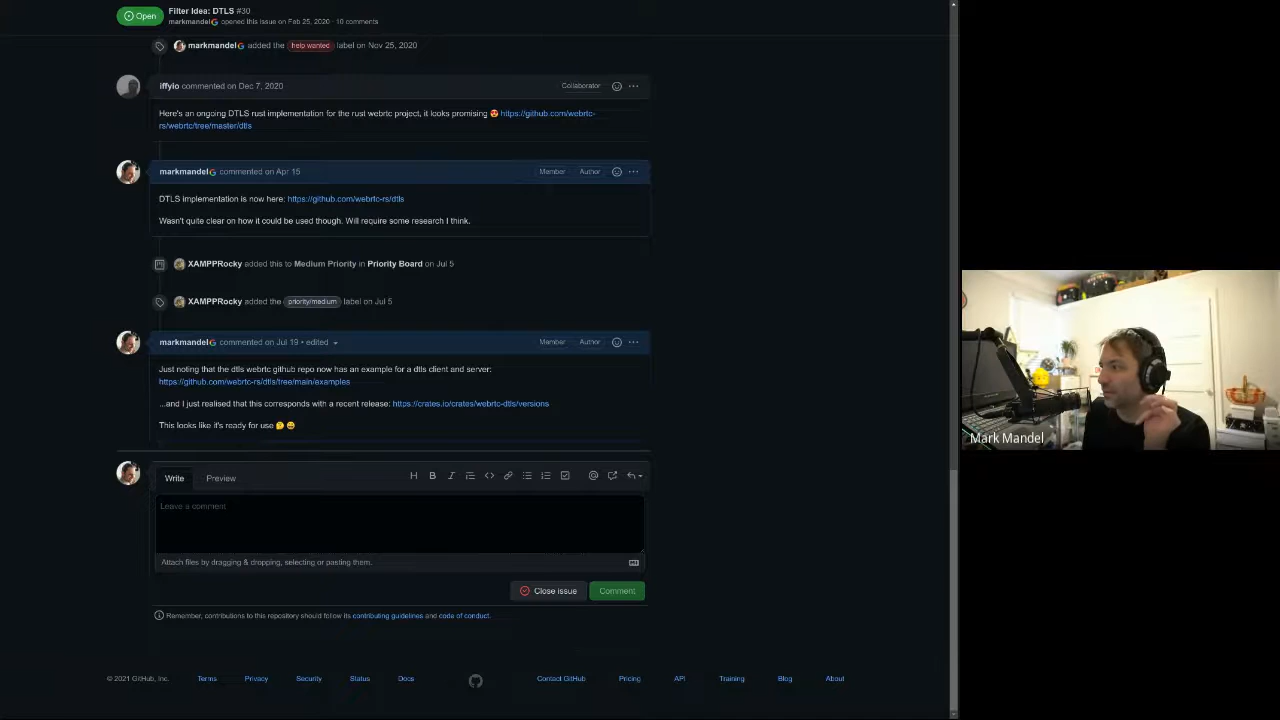 Open
Filter Idea: DTLS #30
markmandel opened this issue on Feb 25, 2020 · 10 comments
markmandel added the help wanted label on Nov 25, 2020
iffyio commented on Dec 7, 2020
Collaborator
Here's an ongoing DTLS rust implementation for the rust webrtc project, it looks promising 😍 https://github.com/webrtc-
rs/webrtc/tree/master/dtls
markmandel commented on Apr 15
Member
Author
DTLS implementation is now here: https://github.com/webrtc-rs/dtls
Wasn't quite clear on how it could be used though. Will require some research I think.
XAMPPRocky added this to Medium Priority in Priority Board on Jul 5
XAMPPRocky added the priority/medium label on Jul 5
markmandel commented on Jul 19 • edited
Member
Author
Just noting that the dtls webrtc github repo now has an example for a dtls client and server:
https://github.com/webrtc-rs/dtls/tree/main/examples
...and I just realised that this corresponds with a recent release: https://crates.io/crates/webrtc-dtls/versions
This looks like it's ready for use 🤔 😄
Write
Preview
Leave a comment
Attach files by dragging & dropping, selecting or pasting them.
Close issue
Comment
Remember, contributions to this repository should follow its contributing guidelines and code of conduct.
© 2021 GitHub, Inc.
Terms
Privacy
Security
Status
Docs
Contact GitHub
Pricing
API
Training
Blog
About
Mark Mandel